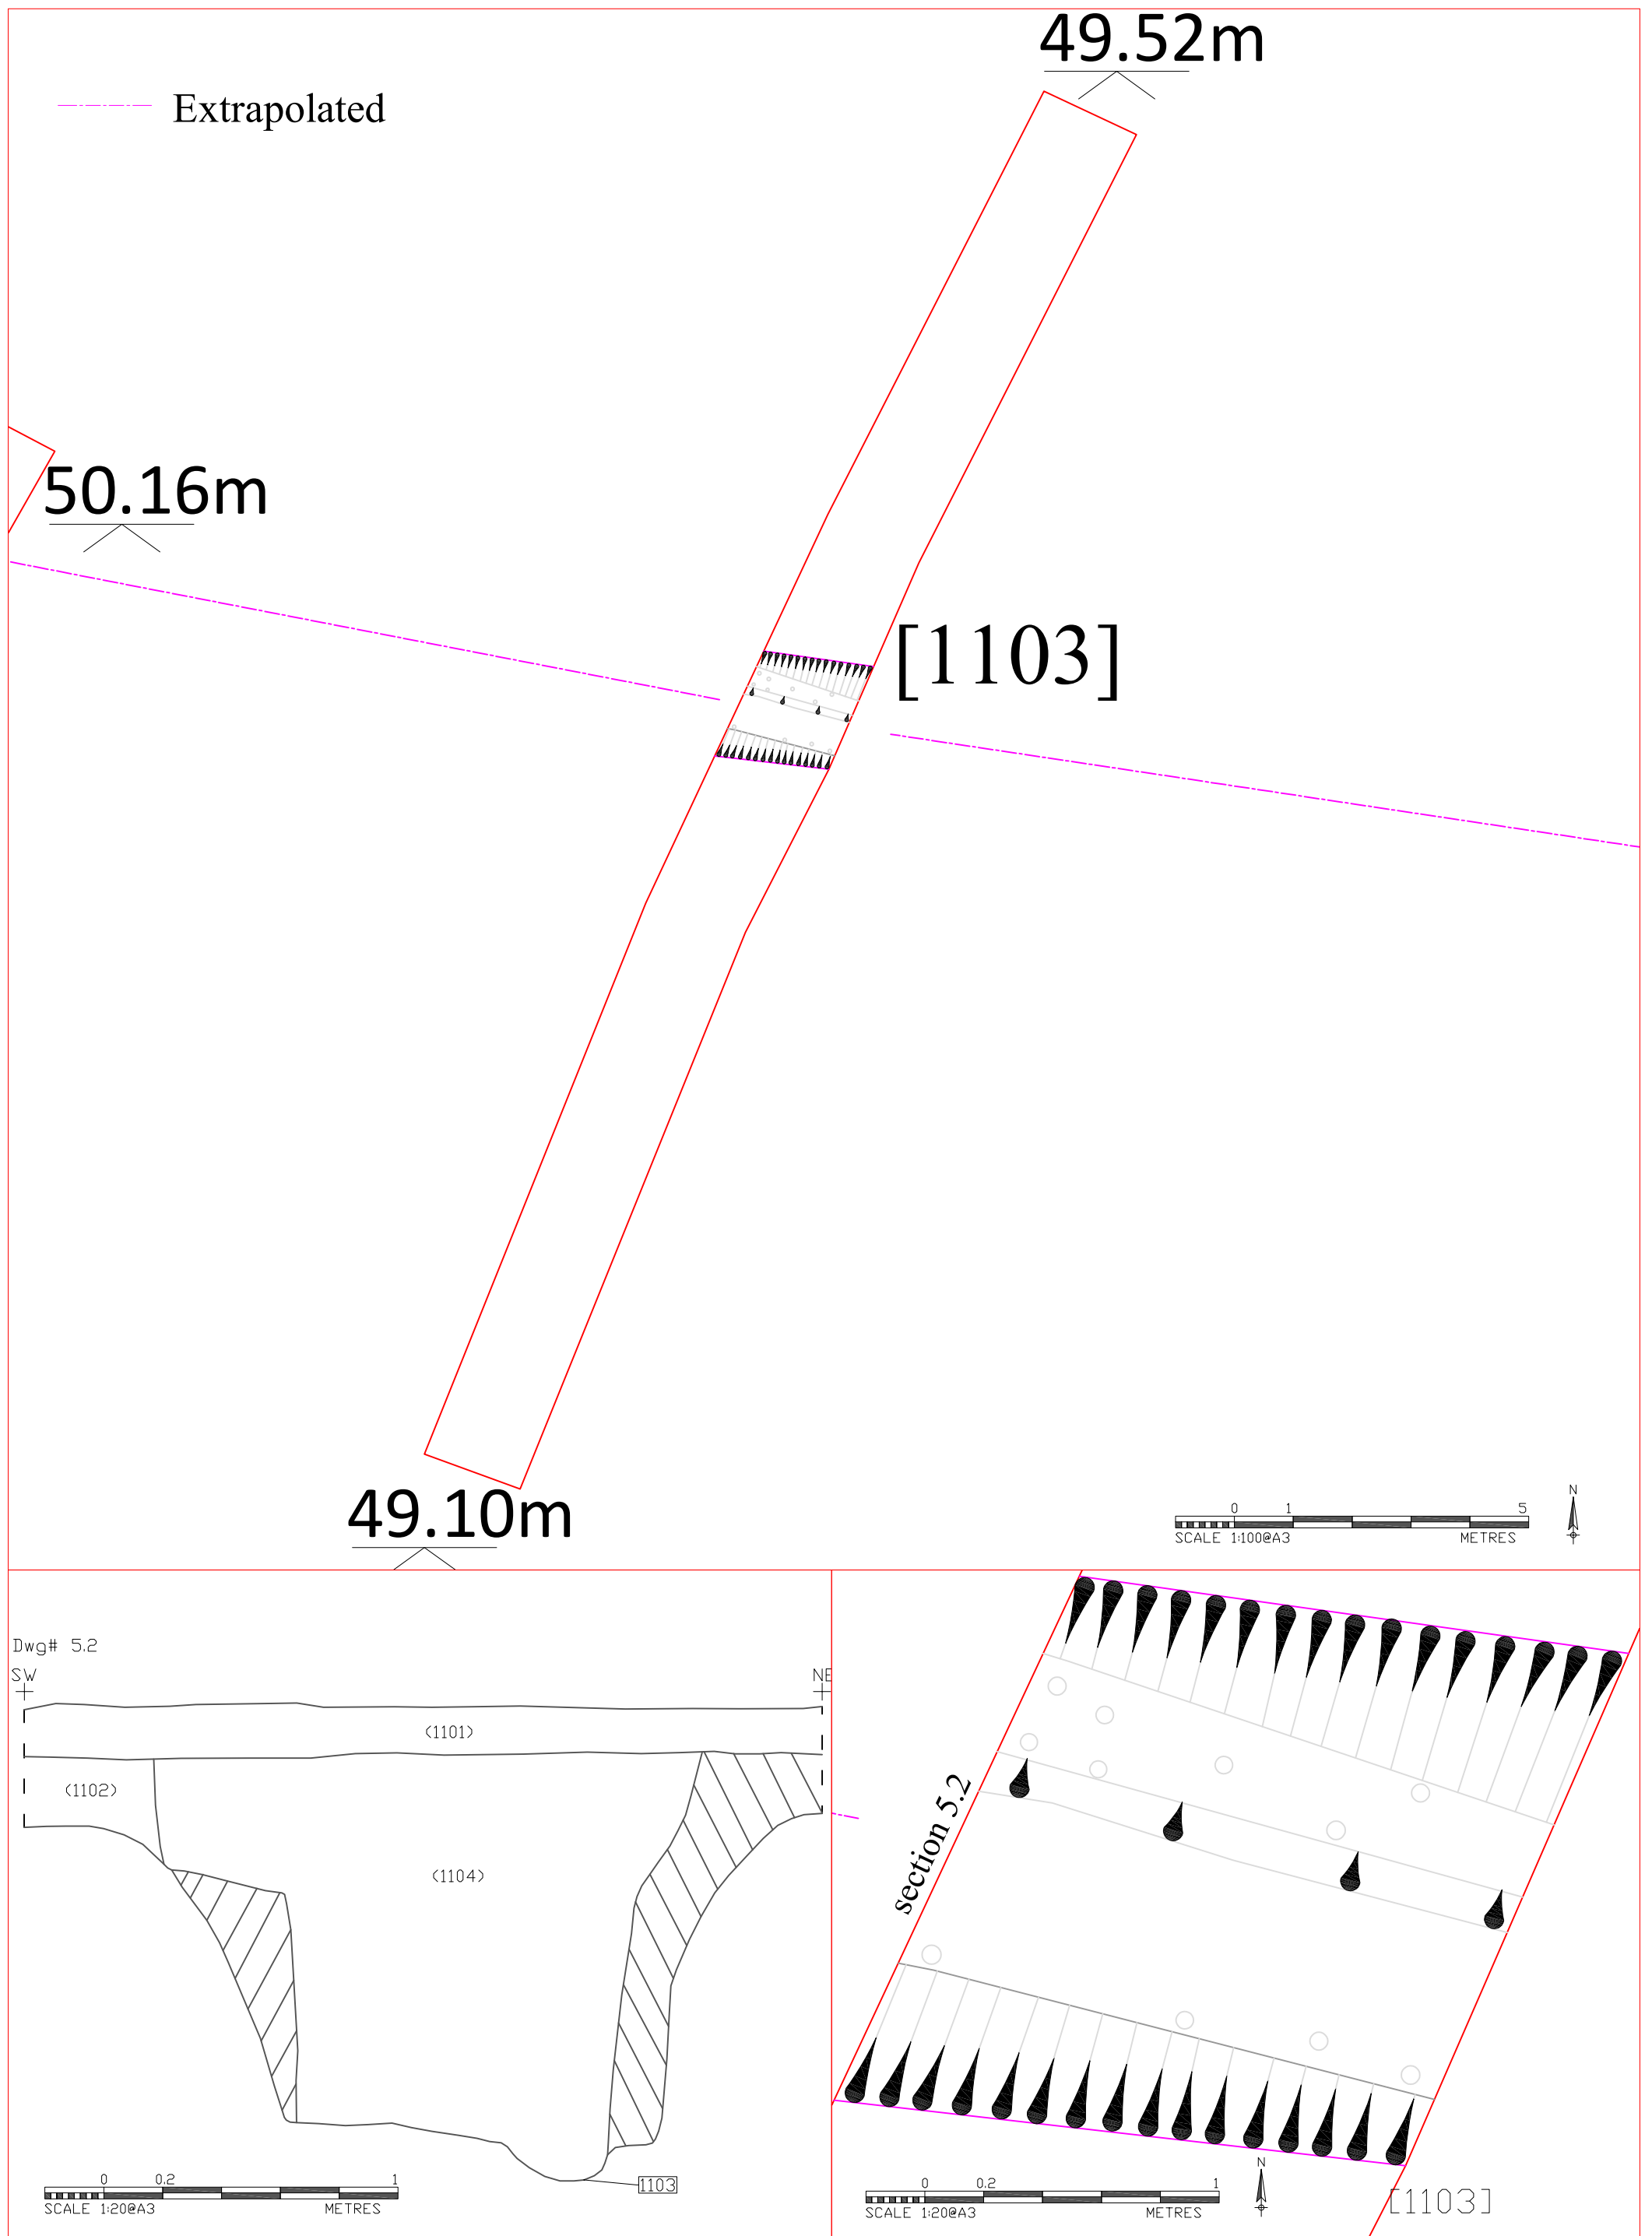 49.52m
Extrapolated
50.16m
[1103]
49.10m
0 1 5
SCALE 1:100@A3 METRES
N
Dwg# 5.2
SW NE
(1101)
(1102)
(1104)
1103
0 0.2 1
SCALE 1:20@A3 METRES
section 5.2
0 0.2 1
SCALE 1:20@A3 METRES
N
[1103]